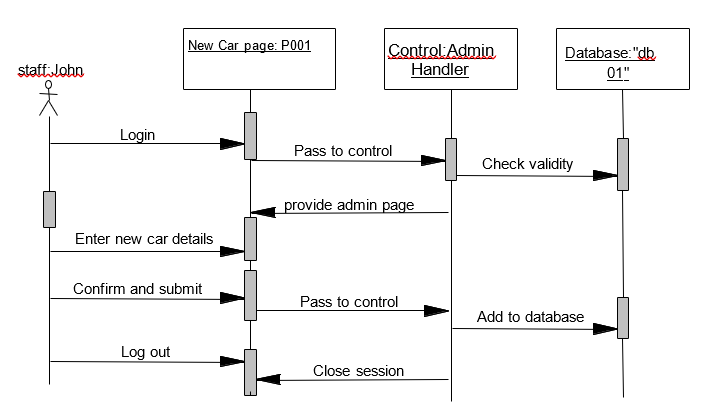 staff:John
New Car page: P001
Control:Admin
Handler
Database:"db
01"
Login
Pass to control
Check validity
provide admin page
Enter new car details
Confirm and submit
Pass to control
Add to database
Log out
Close session